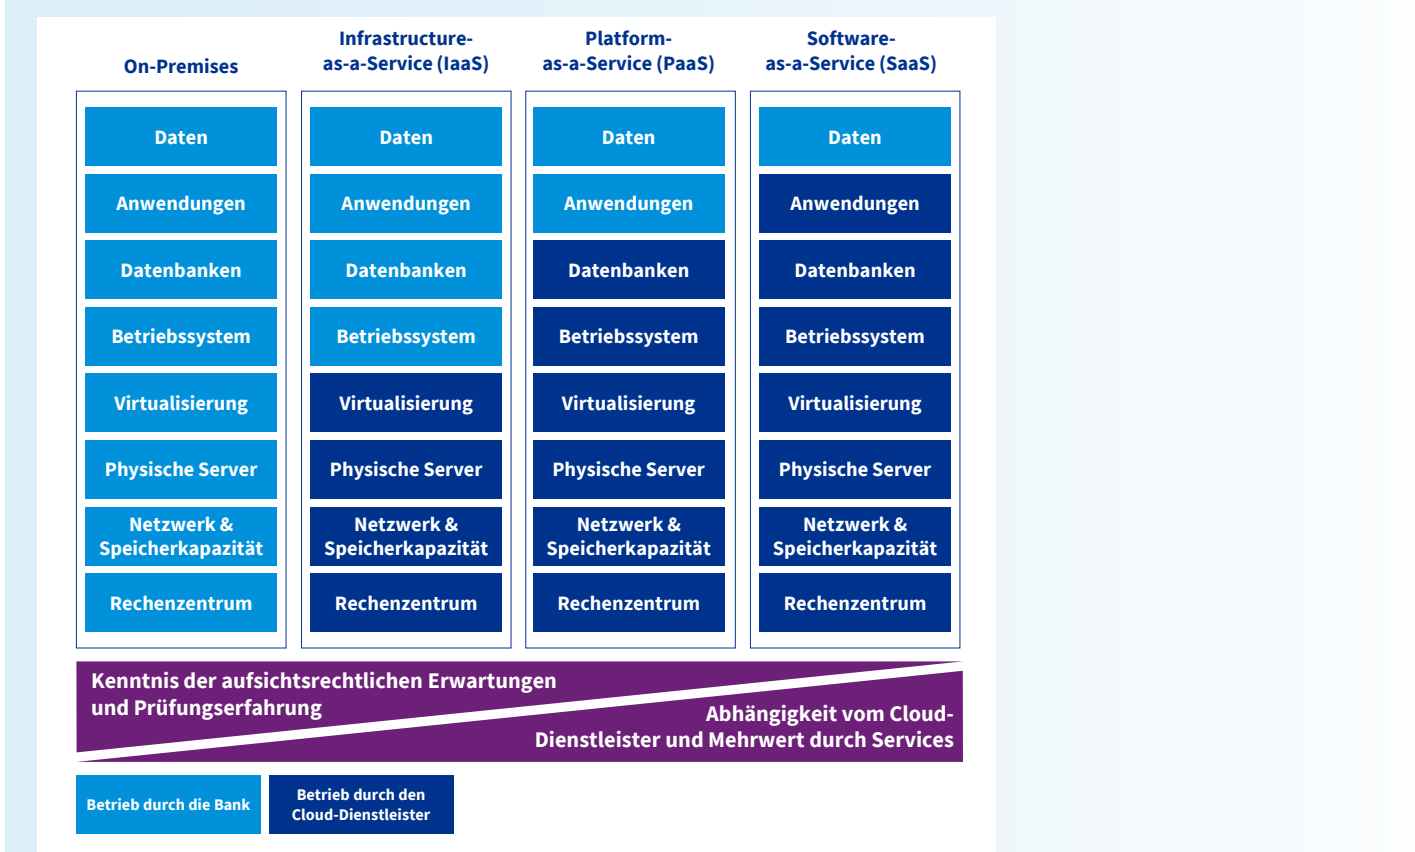 On-Premises
Infrastructure-
as-a-Service (IaaS)
Platform-
as-a-Service (PaaS)
Software-
as-a-Service (SaaS)
Daten
Daten
Daten
Daten
Anwendungen
Anwendungen
Anwendungen
Anwendungen
Datenbanken
Datenbanken
Datenbanken
Datenbanken
Betriebssystem
Betriebssystem
Betriebssystem
Betriebssystem
Virtualisierung
Virtualisierung
Virtualisierung
Virtualisierung
Physische Server
Physische Server
Physische Server
Physische Server
Netzwerk &
Speicherkapazität
Netzwerk &
Speicherkapazität
Netzwerk &
Speicherkapazität
Netzwerk &
Speicherkapazität
Rechenzentrum
Rechenzentrum
Rechenzentrum
Rechenzentrum
Kenntnis der aufsichtsrechtlichen Erwartungen
und Prüfungserfahrung
Abhängigkeit vom Cloud-
Dienstleister und Mehrwert durch Services
Betrieb durch die Bank
Betrieb durch den
Cloud-Dienstleister